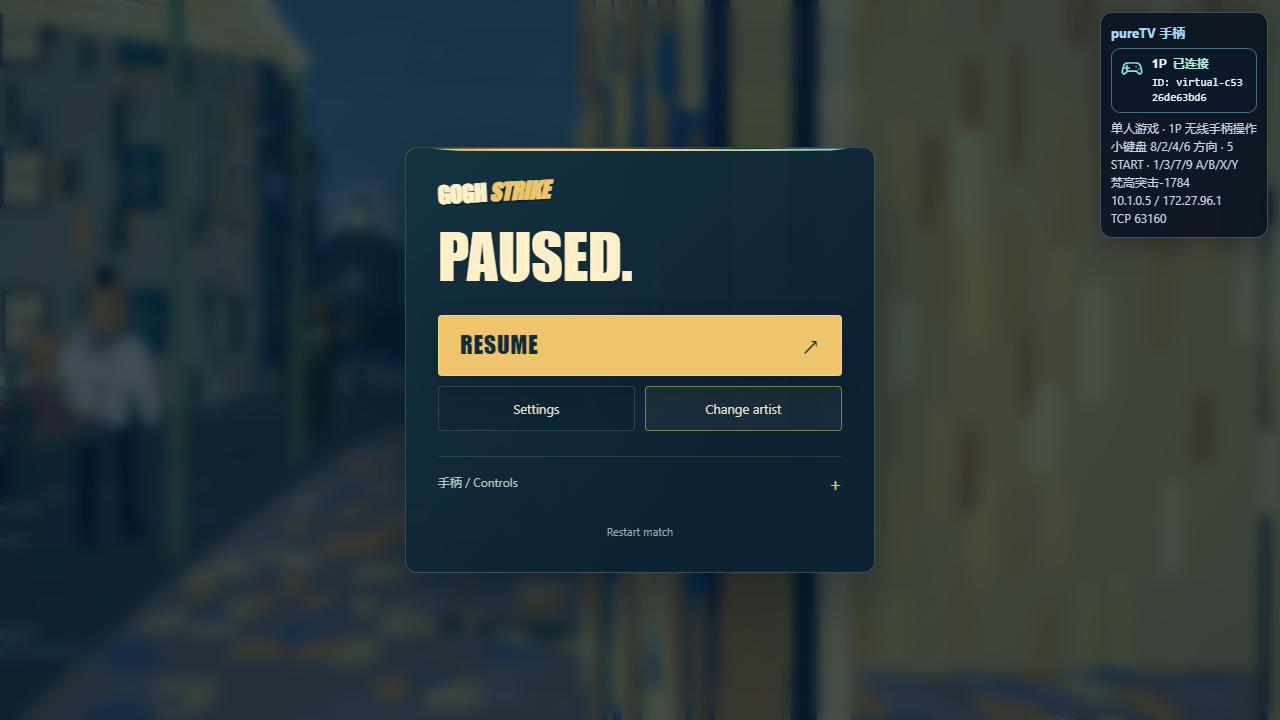 GOGH STRIKE
PAUSED.
RESUME ↗
Settings
Change artist
手柄 / Controls +
Restart match
pureTV 手柄
1P 已连接
ID: virtual-c53
26de63bd6
单人游戏 · 1P 无线手柄操作
小键盘 8/2/4/6 方向 · 5
START · 1/3/7/9 A/B/X/Y
梵高突击-1784
10.1.0.5 / 172.27.96.1
TCP 63160